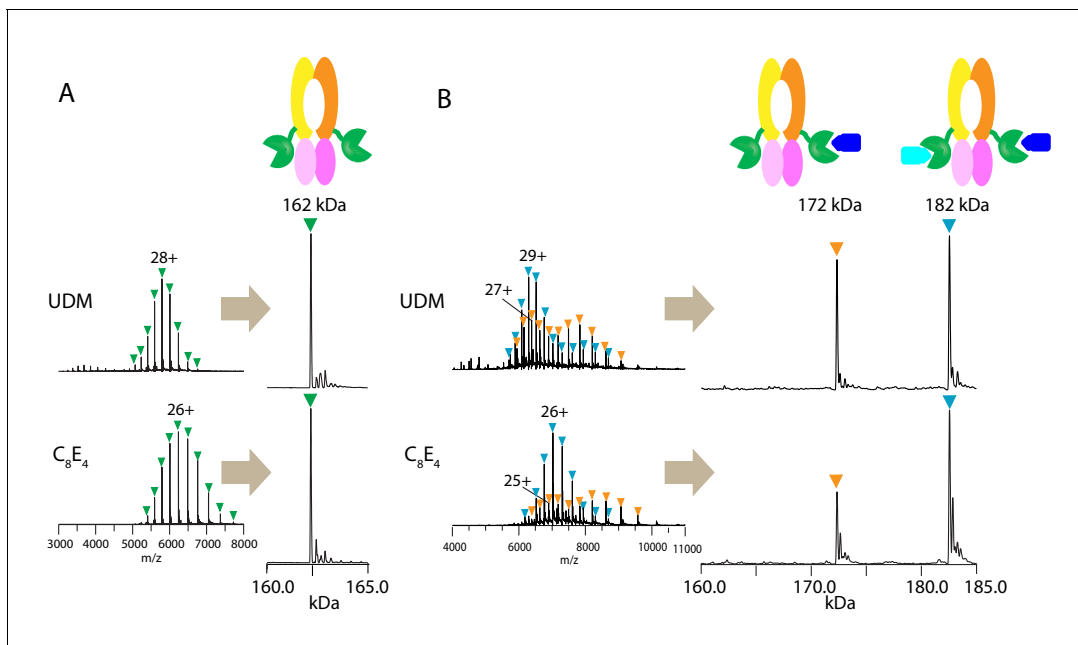 A
B
162 kDa
172 kDa
182 kDa
28+
UDM
29+
27+
UDM
26+
C8E4
26+
25+
C8E4
3000 4000 5000 6000 7000 8000
m/z
160.0 165.0
kDa
4000 6000 8000 10000 11000
m/z
160.0 170.0 180.0 185.0
kDa